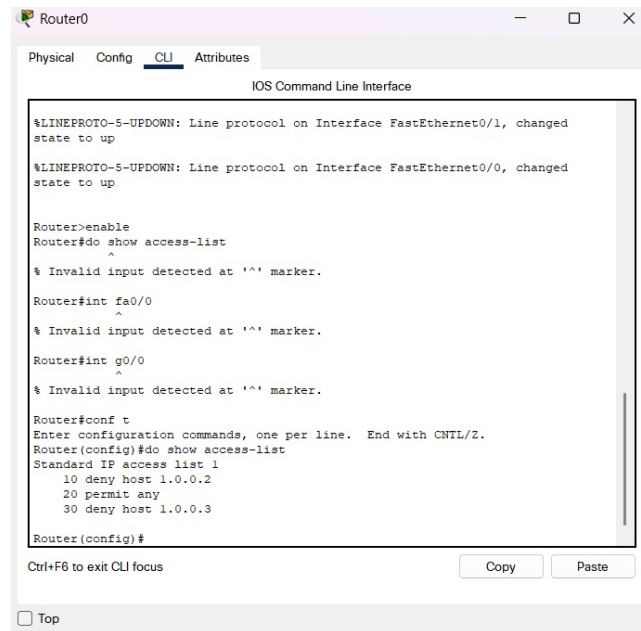 Router0
Physical Config CLI Attributes
IOS Command Line Interface
%LINEPROTO-5-UPDOWN: Line protocol on Interface FastEthernet0/1, changed
state to up
%LINEPROTO-5-UPDOWN: Line protocol on Interface FastEthernet0/0, changed
state to up
Router>enable
Router#do show access-list
^
% Invalid input detected at '^' marker.
Router#int fa0/0
^
% Invalid input detected at '^' marker.
Router#int g0/0
^
% Invalid input detected at '^' marker.
Router#conf t
Enter configuration commands, one per line.  End with CNTL/Z.
Router(config)#do show access-list
Standard IP access list 1
    10 deny host 1.0.0.2
    20 permit any
    30 deny host 1.0.0.3
Router(config)#
Ctrl+F6 to exit CLI focus Copy Paste
Top